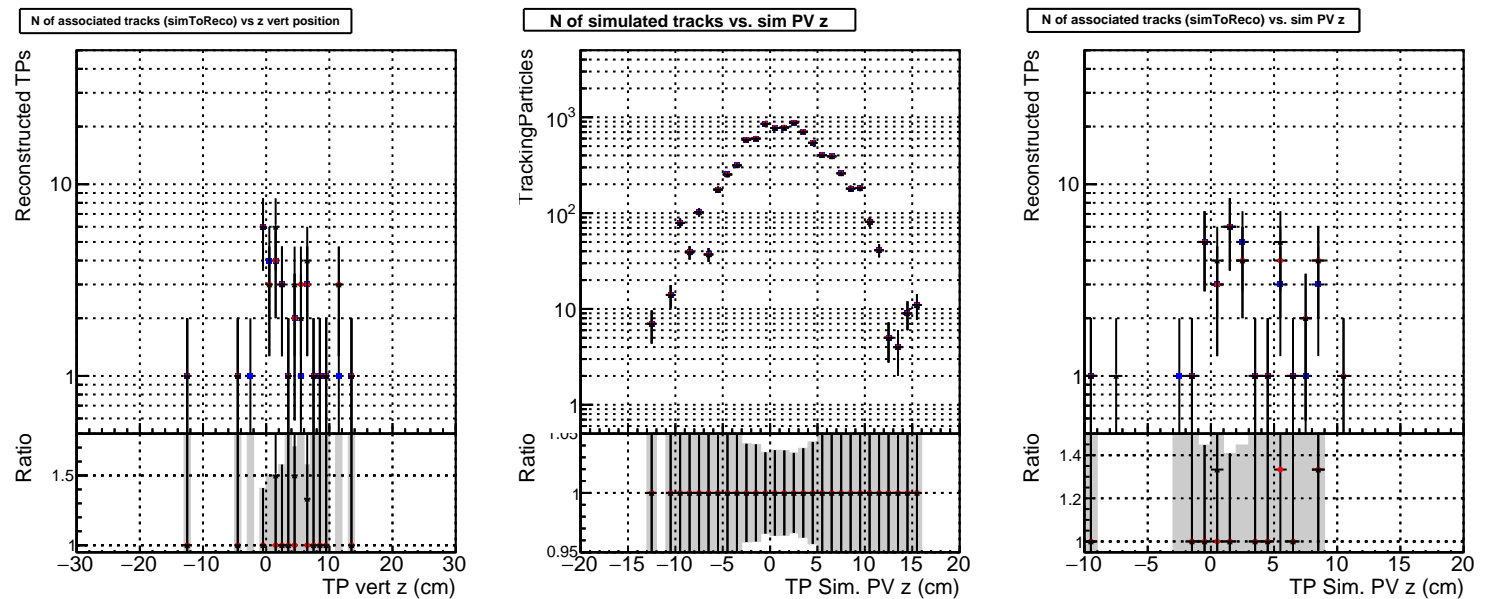 N of associated tracks (simToReco) vs z vert position
Reconstructed TPs
10
1
Ratio
1.5
1
−30 −20 −10 0 10 20 30
TP vert z (cm)
N of simulated tracks vs. sim PV z
TrackingParticles
10³
10²
10
1
Ratio
1.05
1
0.95
−20 −15 −10 −5 0 5 10 15 20
TP Sim. PV z (cm)
N of associated tracks (simToReco) vs. sim PV z
Reconstructed TPs
10
1
Ratio
1.4
1.2
1
−10 −5 0 5 10 15 20
TP Sim. PV z (cm)